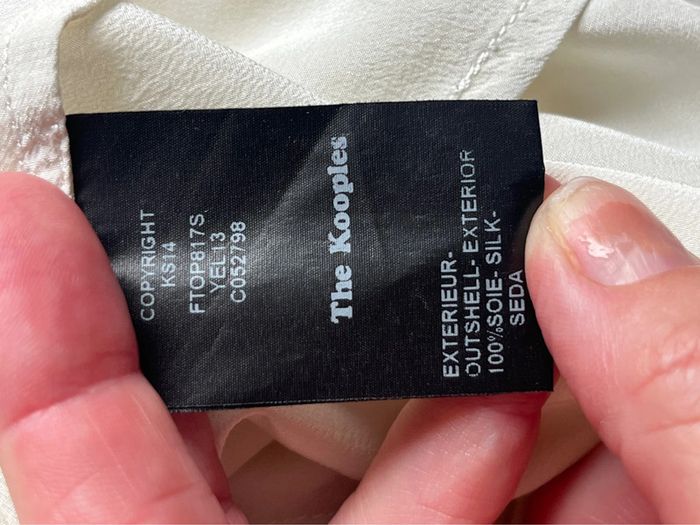 COPYRIGHT
KS14
FTOP817S
YEL13
C052798
The Kooples
EXTERIEUR-
OUTSHELL- EXTERIOR
100%SOIE- SILK-
SEDA